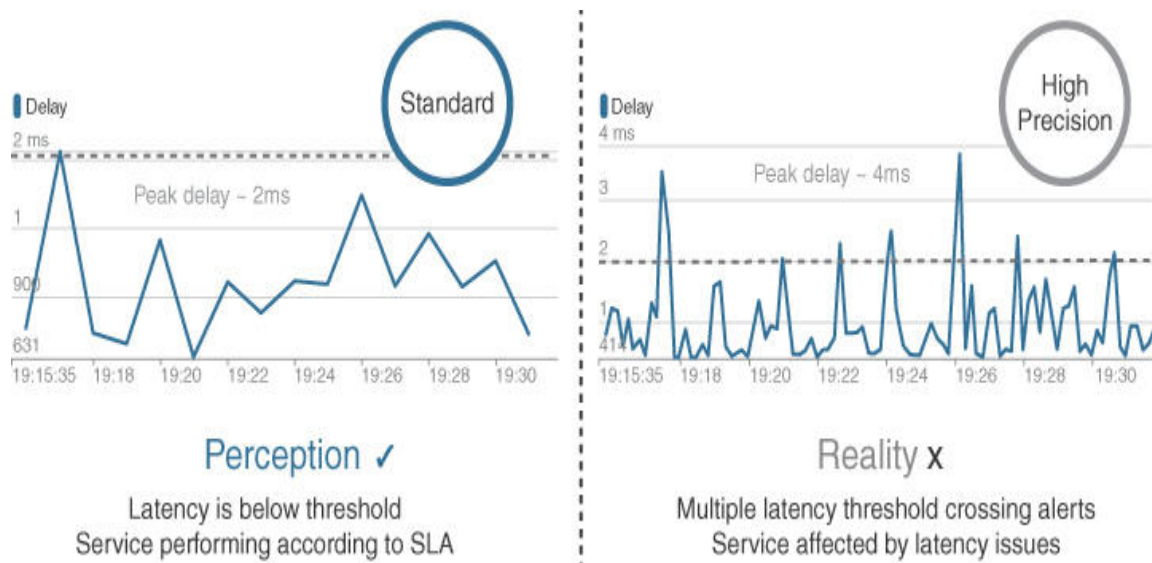 Standard
Delay
2 ms
Peak delay ~ 2ms
1
900
631
19:15:35 19:18 19:20 19:22 19:24 19:26 19:28 19:30
Perception ✓
Latency is below threshold
Service performing according to SLA
High
Precision
Delay
4 ms
Peak delay ~ 4ms
3
2
1
414
19:15:35 19:18 19:20 19:22 19:24 19:26 19:28 19:30
Reality x
Multiple latency threshold crossing alerts
Service affected by latency issues